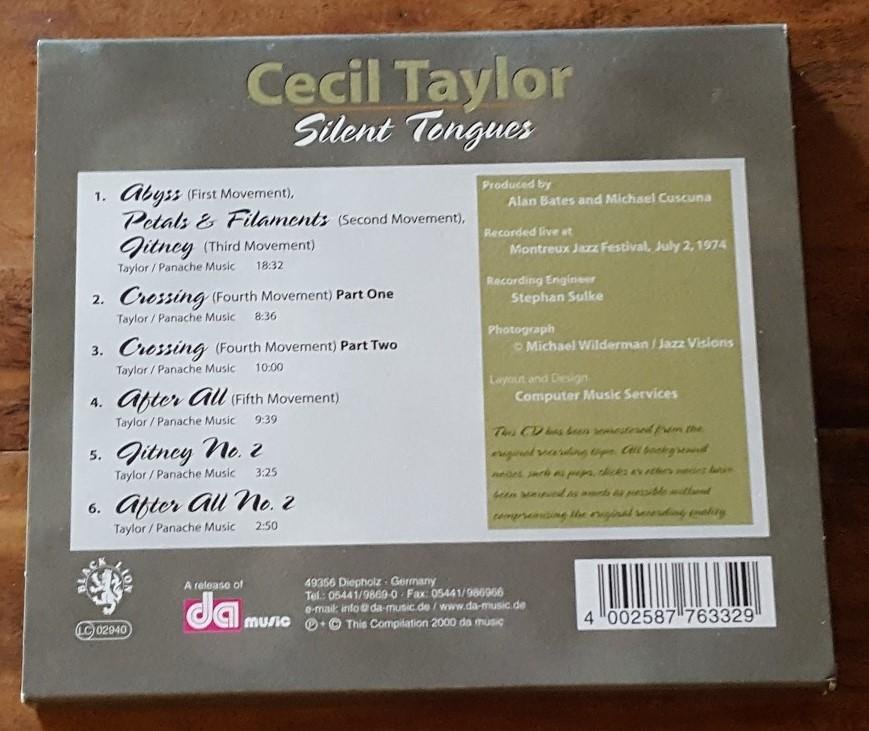 Cecil Taylor
Silent Tongues
1. Abyss (First Movement),
Petals & Filaments (Second Movement),
Jitney (Third Movement)
Taylor / Panache Music 18:32
2. Crossing (Fourth Movement) Part One
Taylor / Panache Music 8:36
3. Crossing (Fourth Movement) Part Two
Taylor / Panache Music 10:00
4. After All (Fifth Movement)
Taylor / Panache Music 9:39
5. Jitney No. 2
Taylor / Panache Music 3:25
6. After All No. 2
Taylor / Panache Music 2:50
Produced by
Alan Bates and Michael Cuscuna
Recorded live at
Montreux Jazz Festival, July 2, 1974
Recording Engineer
Stephan Sulke
Photograph
© Michael Wilderman / Jazz Visions
Layout and Design
Computer Music Services
This CD has been remastered from the
original recording tape. All background
noises, such as pops, clicks or other noises have
been removed as much as possible without
compromising the original recording quality.
BLACK LION
LC 02940
A release of
da music
49356 Diepholz · Germany
Tel.: 05441/9869-0 · Fax: 05441/986966
e-mail: info@da-music.de / www.da-music.de
℗ + © This Compilation 2000 da music
4 002587 763329